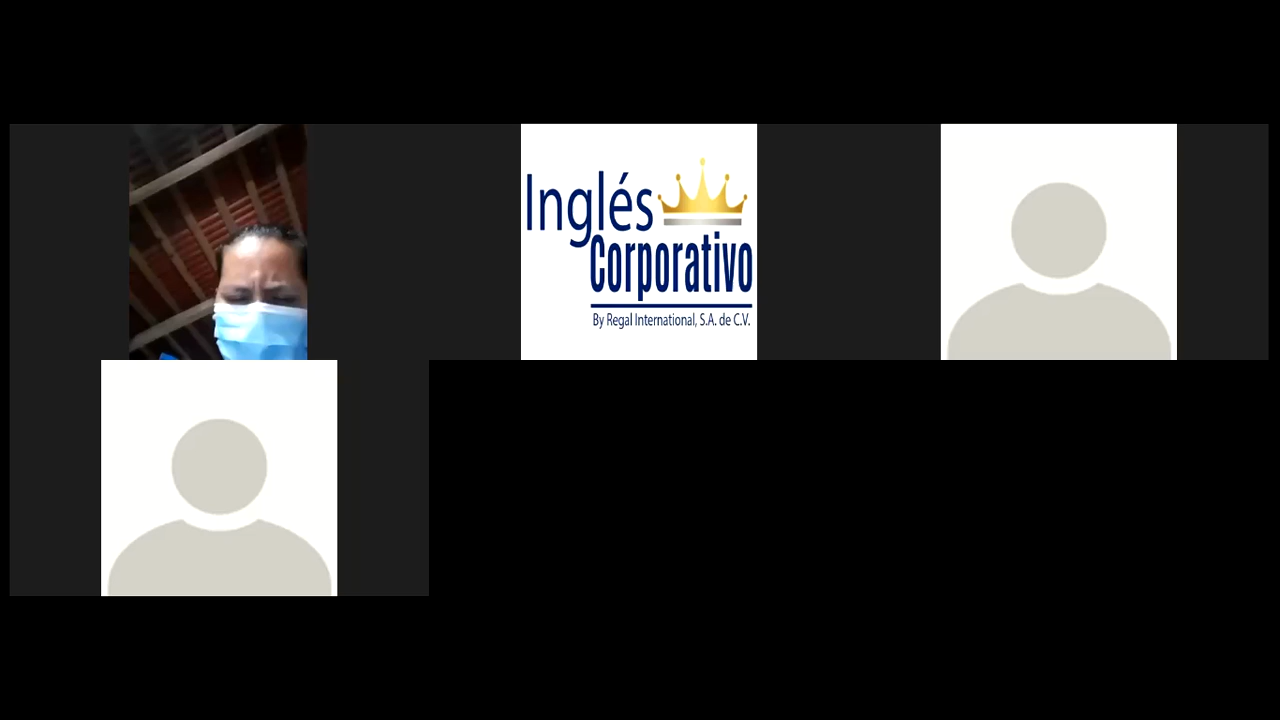 Inglés
Corporativo
By Regal International, S.A. de C.V.